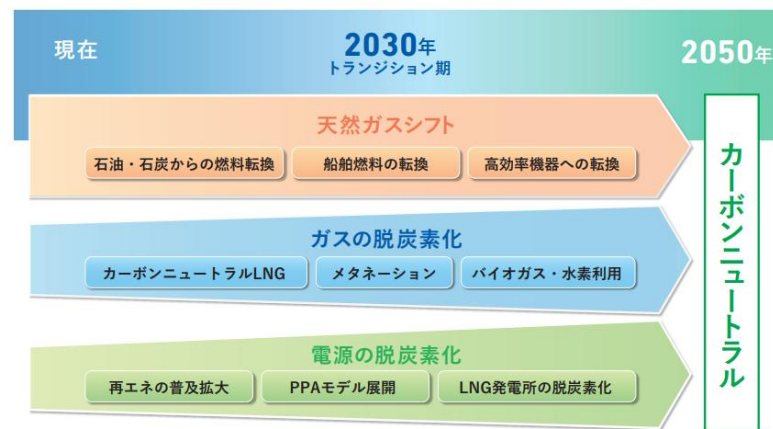 現在
2030年
トランジション期
2050年
天然ガスシフト
石油・石炭からの燃料転換
船舶燃料の転換
高効率機器への転換
ガスの脱炭素化
カーボンニュートラルLNG
メタネーション
バイオガス・水素利用
電源の脱炭素化
再エネの普及拡大
PPAモデル展開
LNG発電所の脱炭素化
カーボンニュートラル